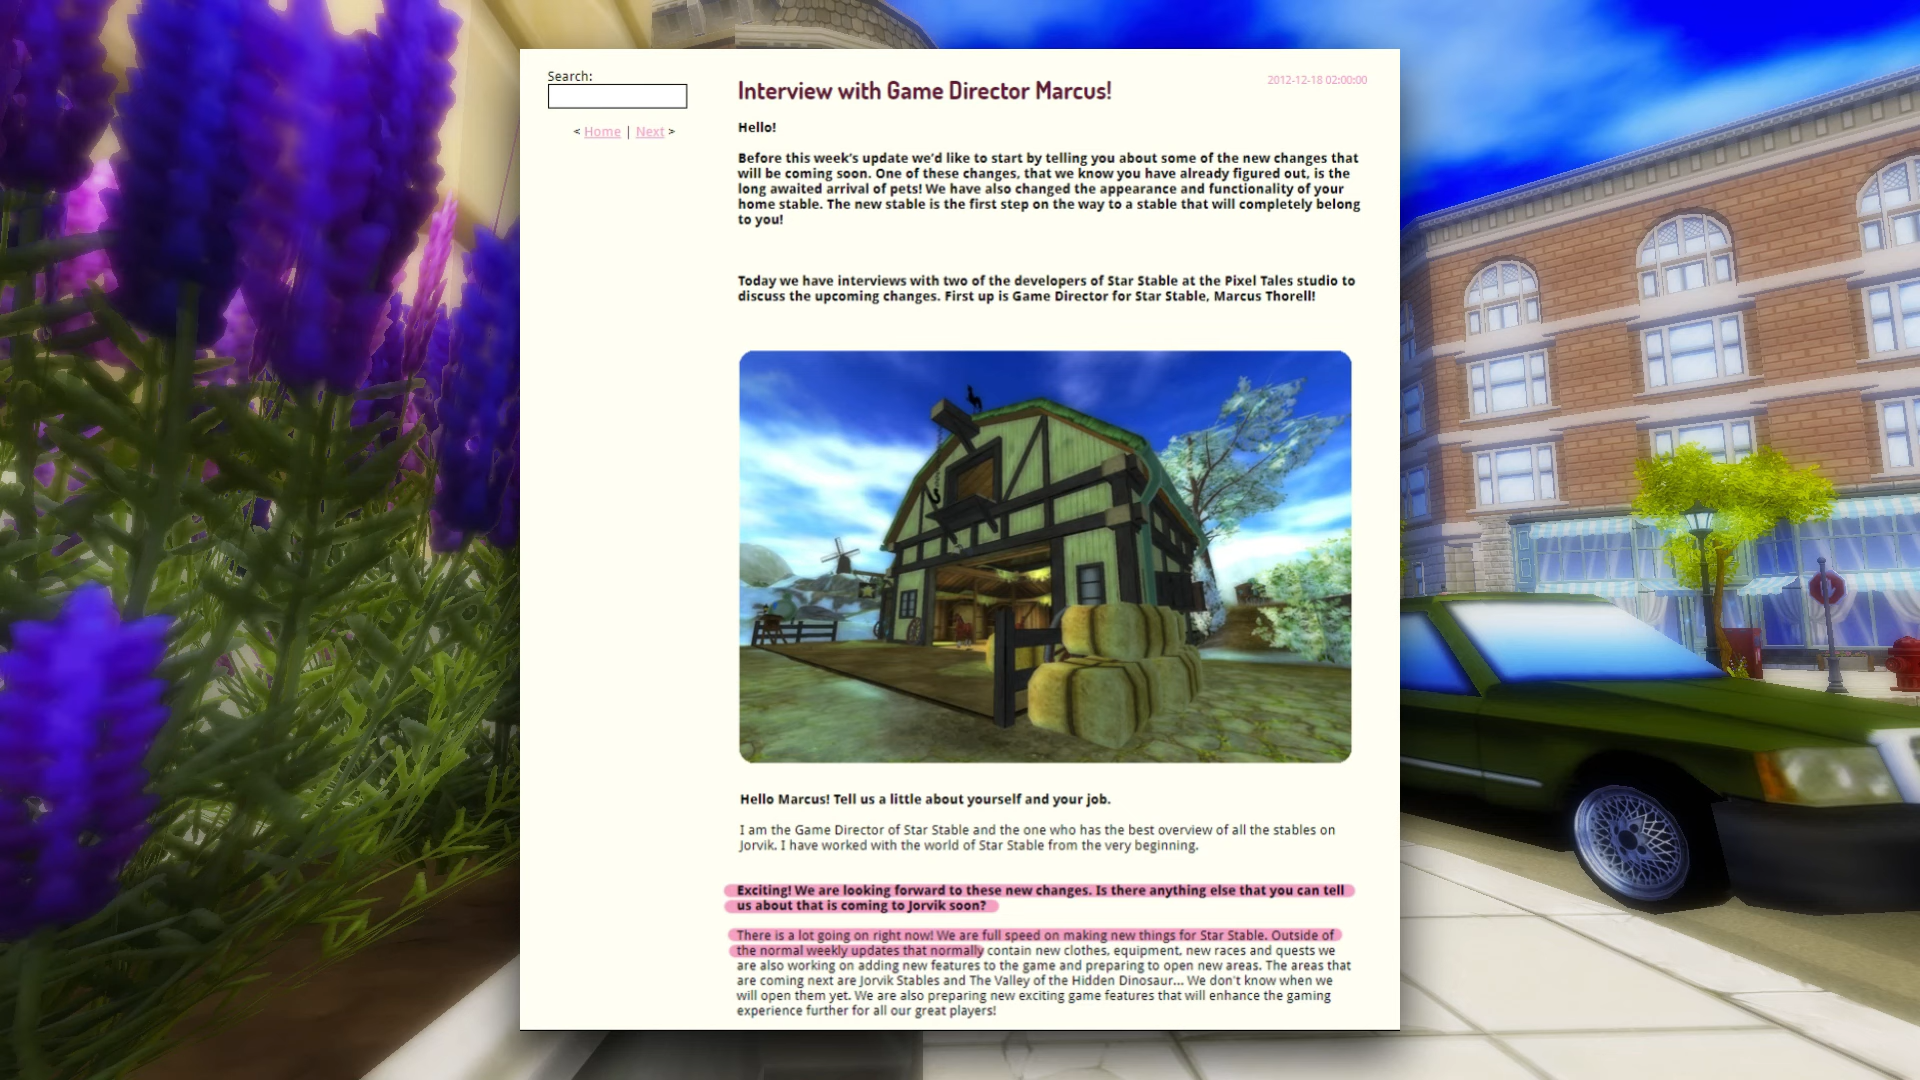 Search:
< Home | Next >
Interview with Game Director Marcus!
2012-12-18 02:00:00
Hello!
Before this week's update we'd like to start by telling you about some of the new changes that
will be coming soon. One of these changes, that we know you have already figured out, is the
long awaited arrival of pets! We have also changed the appearance and functionality of your
home stable. The new stable is the first step on the way to a stable that will completely belong
to you!
Today we have interviews with two of the developers of Star Stable at the Pixel Tales studio to
discuss the upcoming changes. First up is Game Director for Star Stable, Marcus Thorell!
Hello Marcus! Tell us a little about yourself and your job.
I am the Game Director of Star Stable and the one who has the best overview of all the stables on
Jorvik. I have worked with the world of Star Stable from the very beginning.
Exciting! We are looking forward to these new changes. Is there anything else that you can tell
us about that is coming to Jorvik soon?
There is a lot going on right now! We are full speed on making new things for Star Stable. Outside of
the normal weekly updates that normally contain new clothes, equipment, new races and quests we
are also working on adding new features to the game and preparing to open new areas. The areas that
are coming next are Jorvik Stables and The Valley of the Hidden Dinosaur... We don't know when we
will open them yet. We are also preparing new exciting game features that will enhance the gaming
experience further for all our great players!